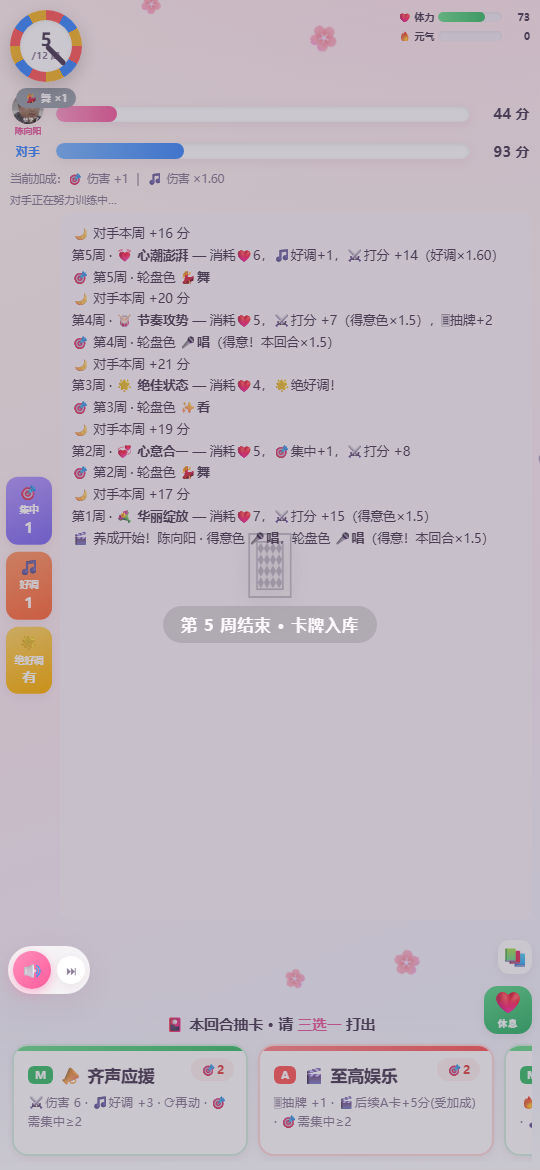 5
/12
体力
73
元气
0
舞 ×1
陈向阳
44 分
对手
93 分
当前加成： 伤害 +1 | 伤害 ×1.60
对手正在努力训练中...
对手本周 +16 分
第5周 · 心潮澎湃 — 消耗6，好调+1，打分 +14（好调×1.60）
第5周 · 轮盘色 舞
对手本周 +20 分
第4周 · 节奏攻势 — 消耗5，打分 +7（得意色×1.5），抽牌+2
第4周 · 轮盘色 唱（得意！本回合×1.5）
对手本周 +21 分
第3周 · 绝佳状态 — 消耗4，绝好调！
第3周 · 轮盘色
对手本周 +19 分
第2周 · 心意合一 — 消耗5，集中+1，打分 +8
第2周 · 轮盘色 舞
对手本周 +17 分
第1周 · 华丽绽放 — 消耗7，打分 +15（得意色×1.5）
养成开始！陈向阳 · 得意色 唱，轮盘色 唱（得意！本回合×1.5）
集中
1
好调
1
绝好调
有
第 5 周结束 • 卡牌入库
休息
本回合抽卡 • 请 三选一 打出
M 齐声应援 2
伤害 6 · 好调 +3 · 再动 ·
需集中≥2
A 至高娱乐 2
抽牌 +1 · 后续A卡+5分(受加成)
· 需集中≥2